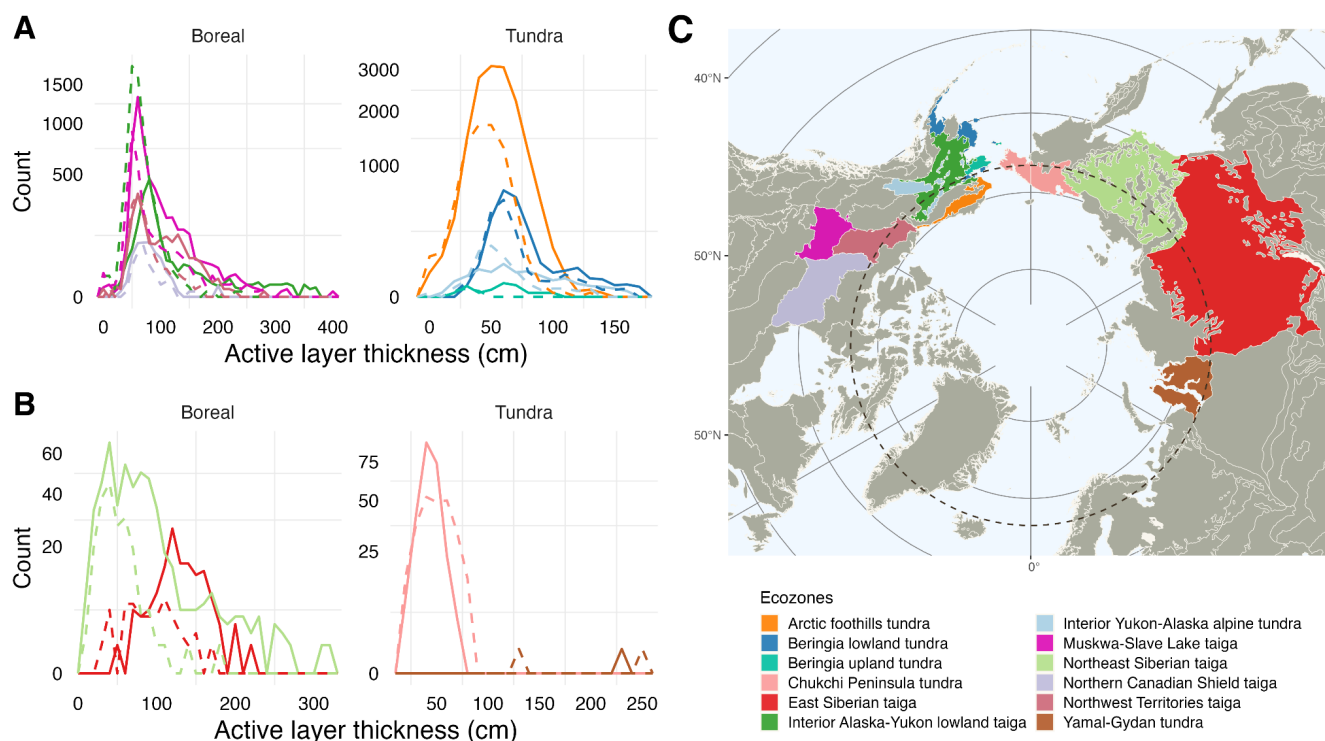 A
Boreal
Tundra
Count
1500
1000
500
0
3000
2000
1000
0
0
100
200
300
400
0
50
100
150
Active layer thickness (cm)
B
Boreal
Tundra
Count
60
40
20
0
75
50
25
0
0
100
200
300
50
100
150
200
250
Active layer thickness (cm)
C
40°N
50°N
50°N
0°
Ecozones
Arctic foothills tundra
Beringia lowland tundra
Beringia upland tundra
Chukchi Peninsula tundra
East Siberian taiga
Interior Alaska-Yukon lowland taiga
Interior Yukon-Alaska alpine tundra
Muskwa-Slave Lake taiga
Northeast Siberian taiga
Northern Canadian Shield taiga
Northwest Territories taiga
Yamal-Gydan tundra